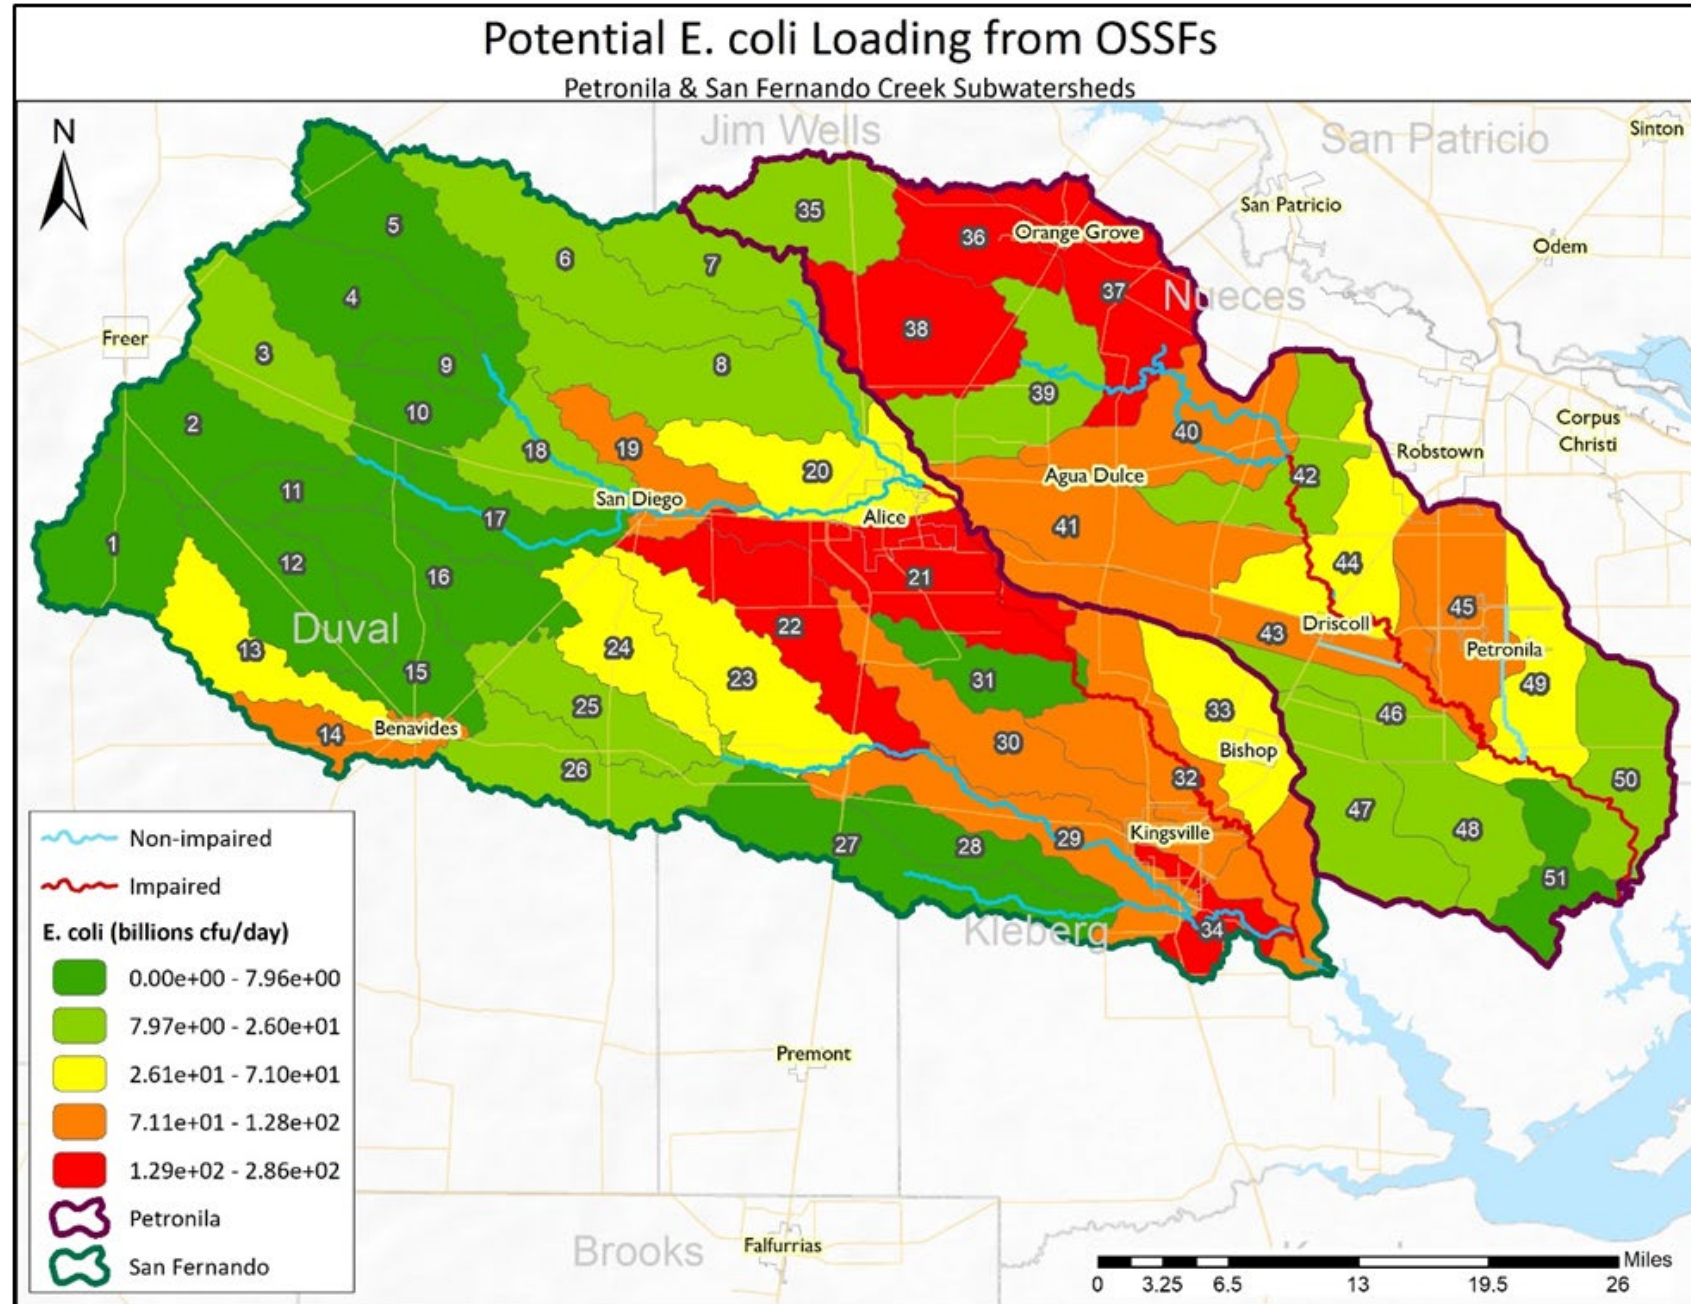 Potential E. coli Loading from OSSFs
Petronila & San Fernando Creek Subwatersheds
N
Jim Wells
San Patricio
Sinton
San Patricio
Odem
Orange Grove
Nueces
Freer
Corpus
Christi
Robstown
Agua Dulce
San Diego
Alice
Duval
Driscoll
Petronila
Benavides
Bishop
Kingsville
Kleberg
Premont
Brooks
Falfurrias
1
2
3
4
5
6
7
8
9
10
11
12
13
14
15
16
17
18
19
20
21
22
23
24
25
26
27
28
29
30
31
32
33
34
35
36
37
38
39
40
41
42
43
44
45
46
47
48
49
50
51
Non-impaired
Impaired
E. coli (billions cfu/day)
0.00e+00 - 7.96e+00
7.97e+00 - 2.60e+01
2.61e+01 - 7.10e+01
7.11e+01 - 1.28e+02
1.29e+02 - 2.86e+02
Petronila
San Fernando
Miles
0 3.25 6.5 13 19.5 26